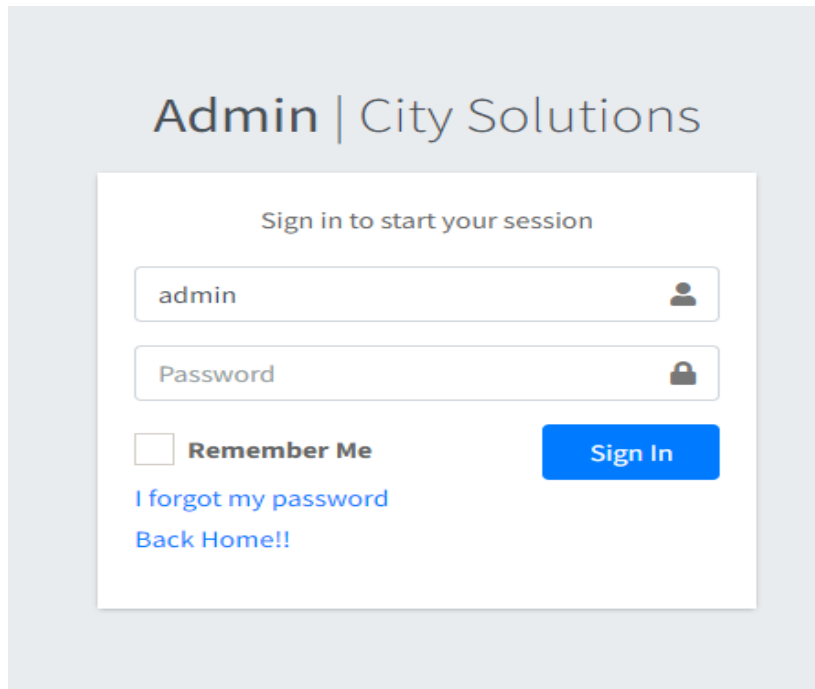 Admin | City Solutions
Sign in to start your session
admin
Password
Remember Me
Sign In
I forgot my password
Back Home!!